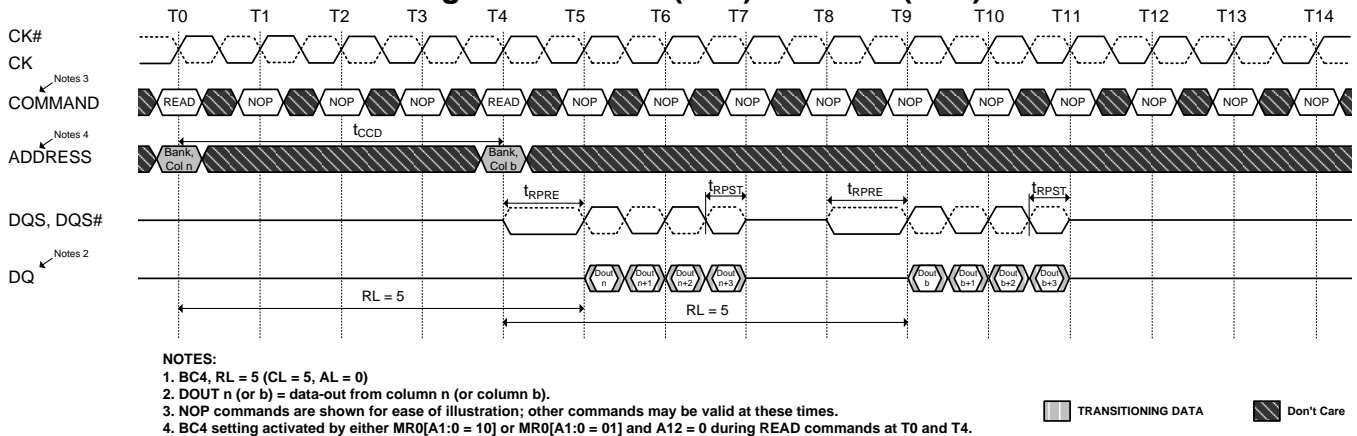 T0 T1 T2 T3 T4 T5 T6 T7 T8 T9 T10 T11 T12 T13 T14
CK#
CK
Notes 3
COMMAND READ NOP NOP NOP READ NOP NOP NOP NOP NOP NOP NOP NOP NOP NOP
tCCD
Notes 4
ADDRESS Bank, Col n Bank, Col b
tRPRE tRPST tRPRE tRPST
DQS, DQS#
Notes 2
DQ Dout n Dout n+1 Dout n+2 Dout n+3 Dout b Dout b+1 Dout b+2 Dout b+3
RL = 5
RL = 5
NOTES:
1. BC4, RL = 5 (CL = 5, AL = 0)
2. DOUT n (or b) = data-out from column n (or column b).
3. NOP commands are shown for ease of illustration; other commands may be valid at these times.
4. BC4 setting activated by either MR0[A1:0 = 10] or MR0[A1:0 = 01] and A12 = 0 during READ commands at T0 and T4.
TRANSITIONING DATA Don't Care